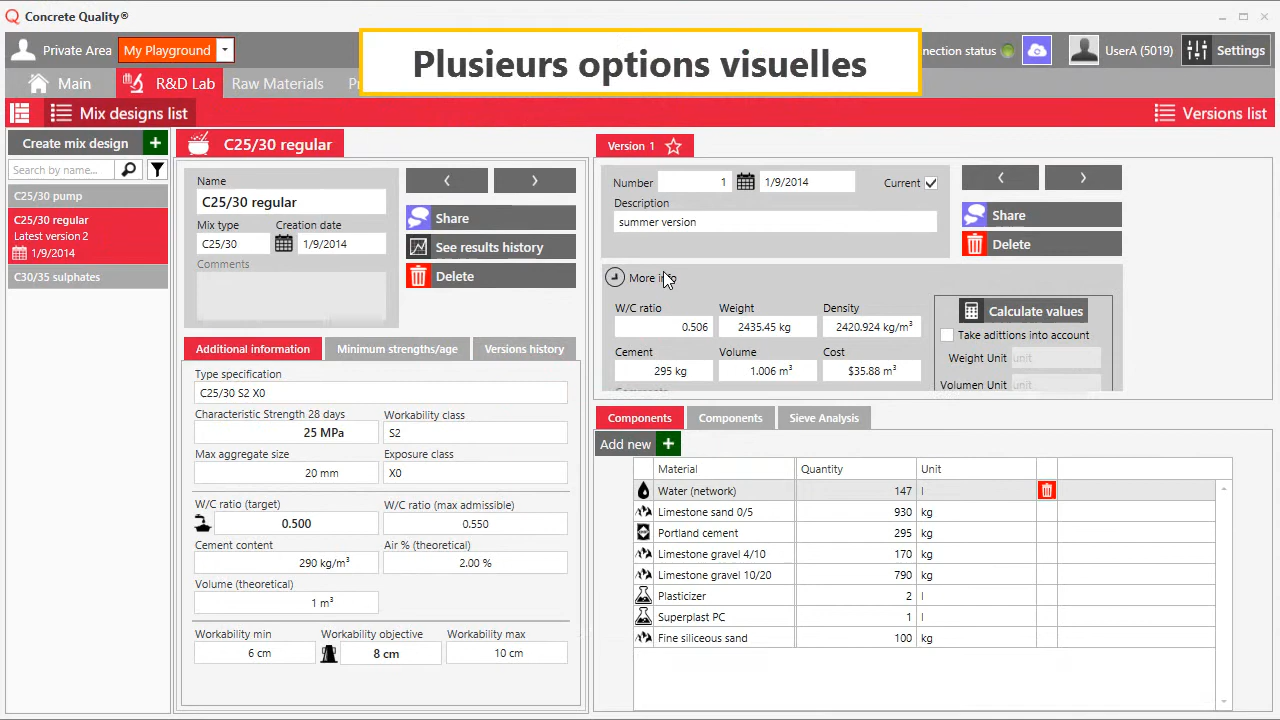 Concrete Quality®
Private Area
My Playground
Plusieurs options visuelles
nection status
UserA (5019)
Settings
Main
R&D Lab
Raw Materials
Mix designs list
Versions list
Create mix design
Search by name...
C25/30 pump
C25/30 regular
Latest version 2
1/9/2014
C30/35 sulphates
C25/30 regular
Name
C25/30 regular
Mix type
Creation date
C25/30
1/9/2014
Comments
Share
See results history
Delete
Additional information
Minimum strengths/age
Versions history
Type specification
C25/30 S2 X0
Characteristic Strength 28 days
Workability class
25 MPa
S2
Max aggregate size
Exposure class
20 mm
X0
W/C ratio (target)
W/C ratio (max admissible)
0.500
0.550
Cement content
Air % (theoretical)
290 kg/m³
2.00 %
Volume (theoretical)
1 m³
Workability min
Workability objective
Workability max
6 cm
8 cm
10 cm
Version 1
Number
1
1/9/2014
Current
Description
summer version
Share
Delete
More info
W/C ratio
Weight
Density
0.506
2435.45 kg
2420.924 kg/m³
Cement
Volume
Cost
295 kg
1.006 m³
$35.88 m³
Calculate values
Take aditions into account
Weight Unit
unit
Volumen Unit
unit
Components
Components
Sieve Analysis
Add new
Material Quantity Unit
Water (network) 147 l
Limestone sand 0/5 930 kg
Portland cement 295 kg
Limestone gravel 4/10 170 kg
Limestone gravel 10/20 790 kg
Plasticizer 2 l
Superplast PC 1 l
Fine siliceous sand 100 kg